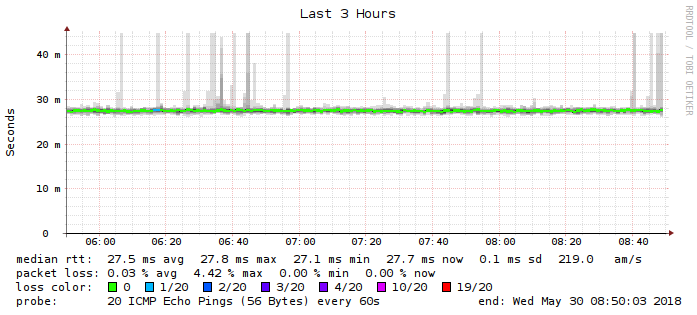 Last 3 Hours
RRDTOOL / TOBI OETIKER
Seconds
40 m
30 m
20 m
10 m
0
06:00 06:20 06:40 07:00 07:20 07:40 08:00 08:20 08:40
median rtt: 27.5 ms avg 27.8 ms max 27.1 ms min 27.7 ms now 0.1 ms sd 219.0 am/s
packet loss: 0.03 % avg 4.42 % max 0.00 % min 0.00 % now
loss color: 0 1/20 2/20 3/20 4/20 10/20 19/20
probe: 20 ICMP Echo Pings (56 Bytes) every 60s end: Wed May 30 08:50:03 2018